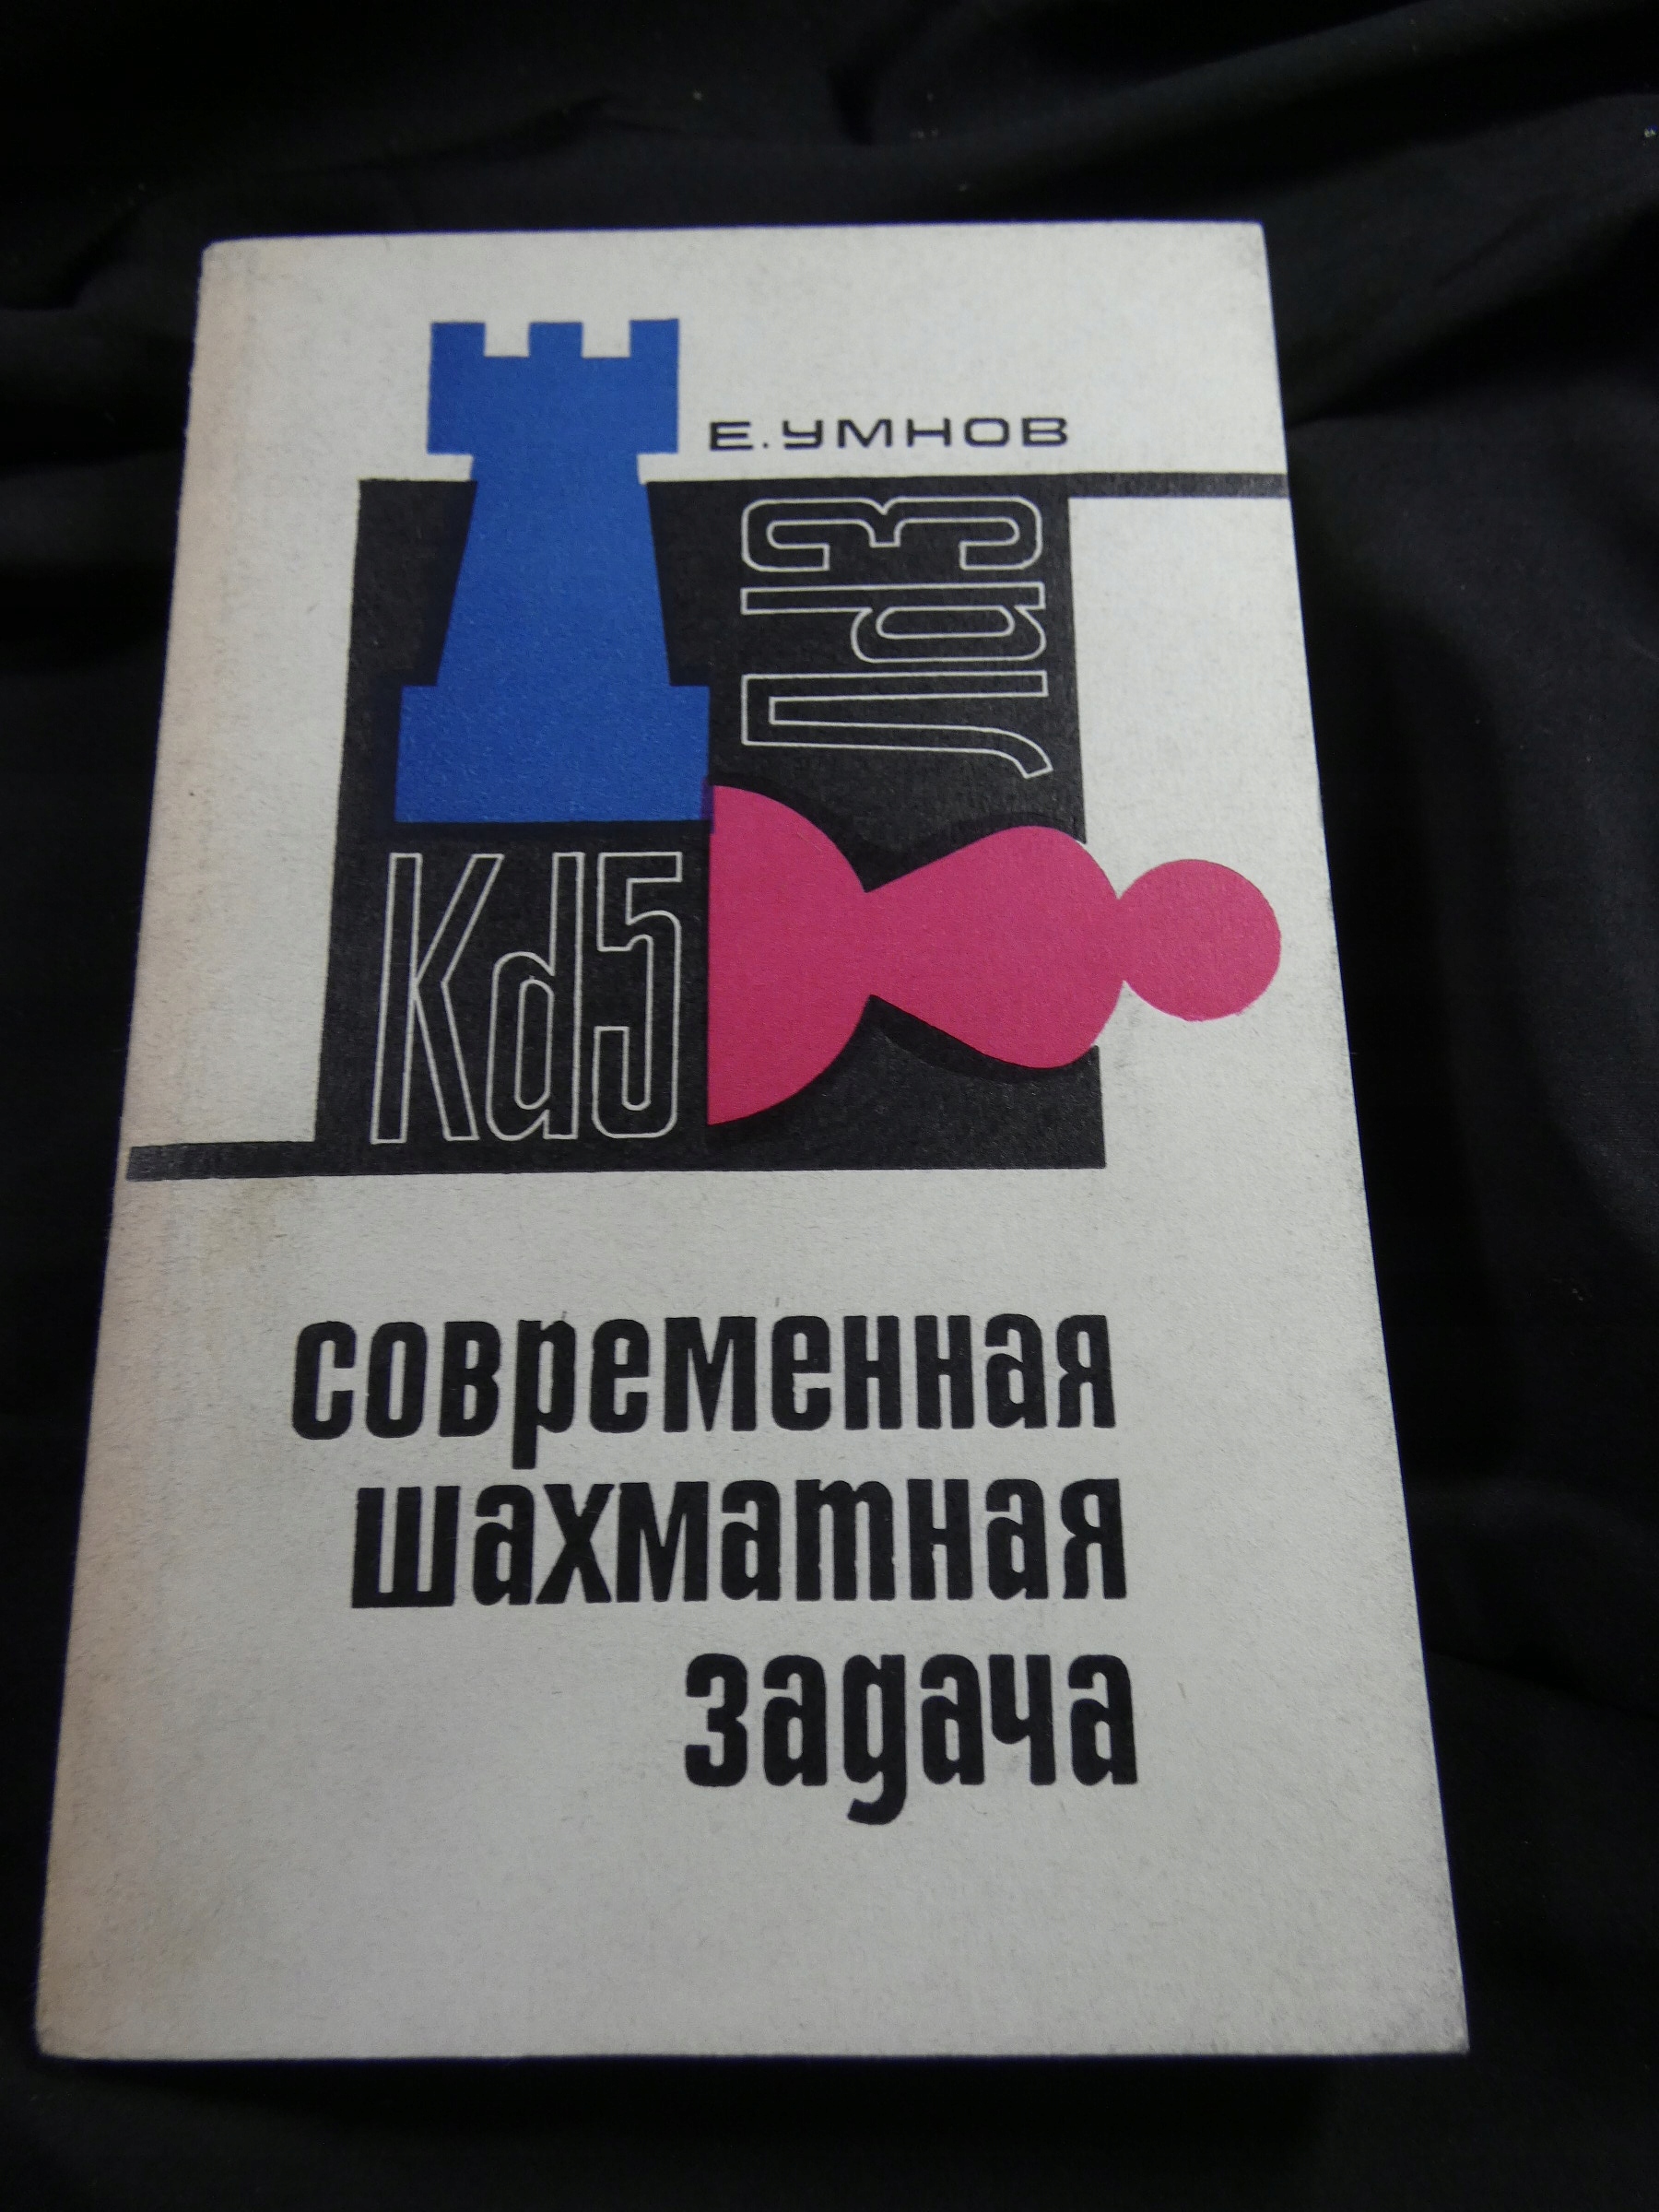 Е. УМНОВ
Лd3
Kd5
современная
шахматная
задача